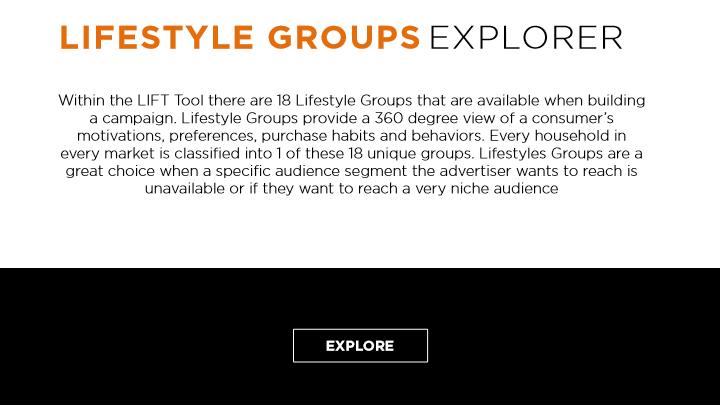 LIFESTYLE GROUPS EXPLORER
Within the LIFT Tool there are 18 Lifestyle Groups that are available when building
a campaign. Lifestyle Groups provide a 360 degree view of a consumer’s
motivations, preferences, purchase habits and behaviors. Every household in
every market is classified into 1 of these 18 unique groups. Lifestyles Groups are a
great choice when a specific audience segment the advertiser wants to reach is
unavailable or if they want to reach a very niche audience
EXPLORE